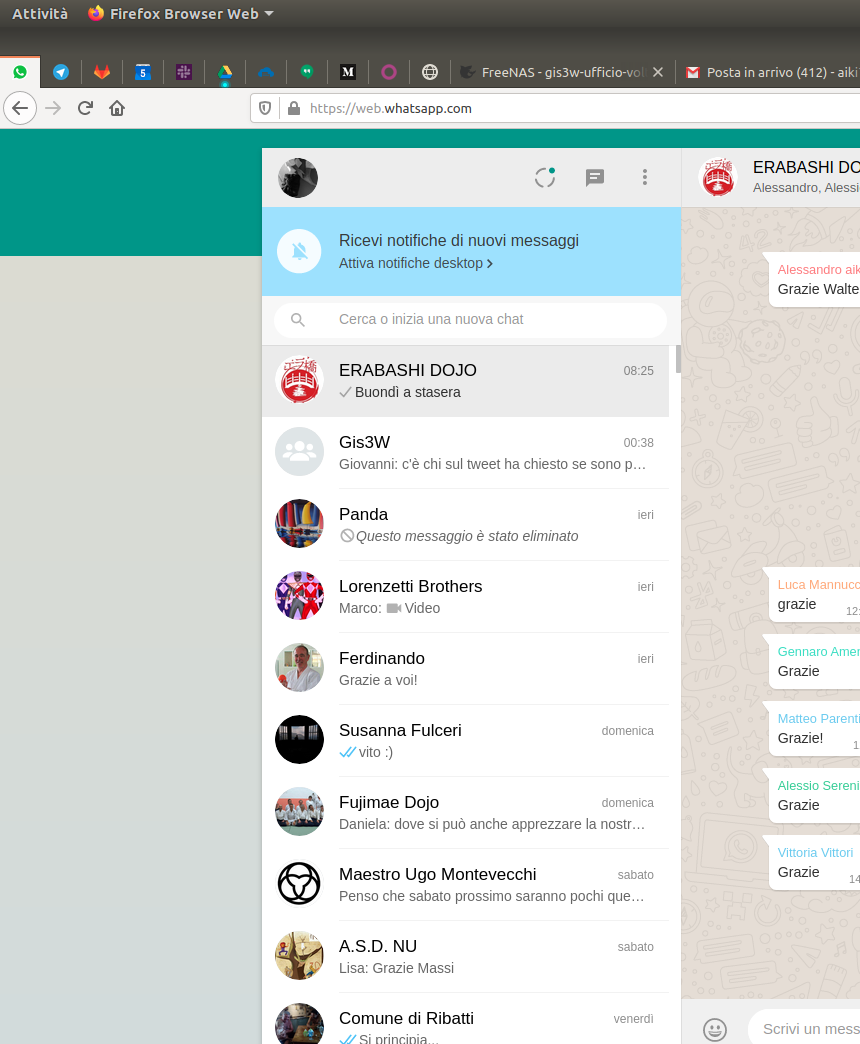 Attività Firefox Browser Web
5 M FreeNAS - gis3w-ufficio-vol Posta in arrivo (412) - aiki
https://web.whatsapp.com
ERABASHI DO
Alessandro, Alessi
Ricevi notifiche di nuovi messaggi
Attiva notifiche desktop
Cerca o inizia una nuova chat
ERABASHI DOJO 08:25
Buondì a stasera
Gis3W 00:38
Giovanni: c'è chi sul tweet ha chiesto se sono p…
Panda ieri
Questo messaggio è stato eliminato
Lorenzetti Brothers ieri
Marco: Video
Ferdinando ieri
Grazie a voi!
Susanna Fulceri domenica
vito :)
Fujimae Dojo domenica
Daniela: dove si può anche apprezzare la nostr…
Maestro Ugo Montevecchi sabato
Penso che sabato prossimo saranno pochi que…
A.S.D. NU sabato
Lisa: Grazie Massi
Comune di Ribatti venerdì
Si principia...
Alessandro aik
Grazie Walte
Luca Mannucc
grazie 12:
Gennaro Amer
Grazie
Matteo Parenti
Grazie! 1
Alessio Sereni
Grazie
Vittoria Vittori
Grazie 14
Scrivi un mess